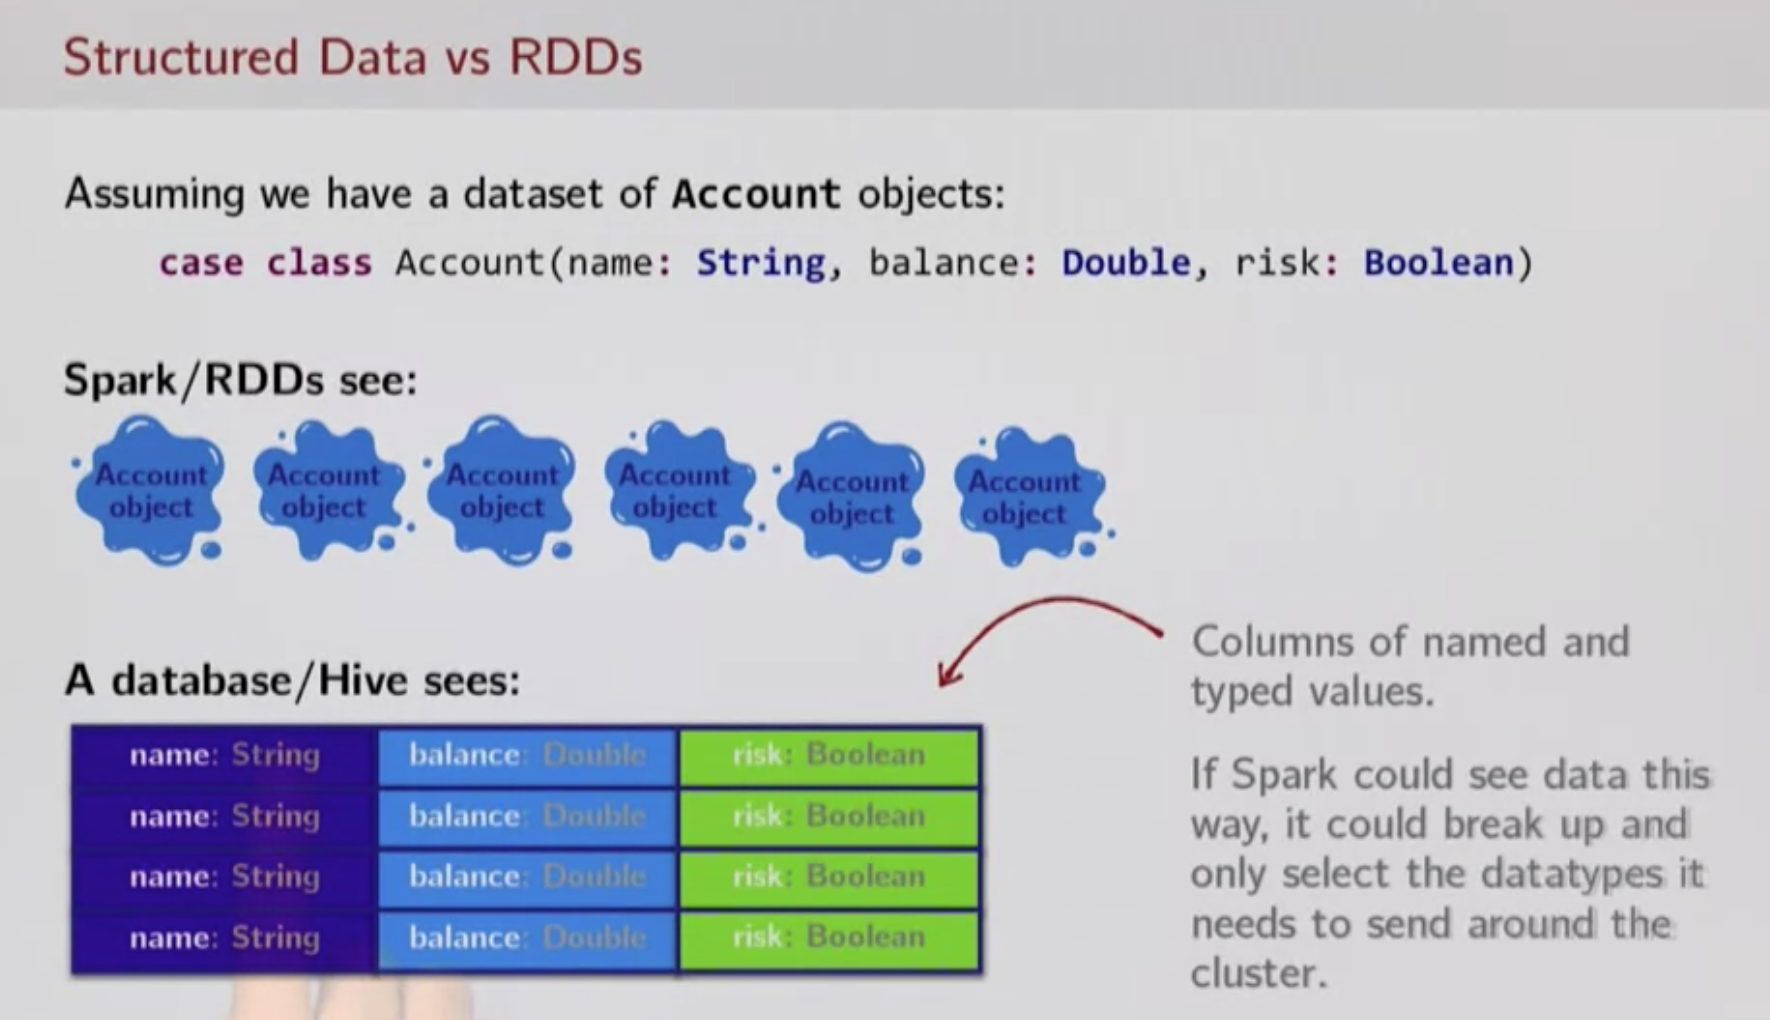 Structured Data vs RDDs
Assuming we have a dataset of Account objects:
case class Account(name: String, balance: Double, risk: Boolean)
Spark/RDDs see:
Account object
Account object
Account object
Account object
Account object
Account object
A database/Hive sees:
name: String balance: Double risk: Boolean
name: String balance: Double risk: Boolean
name: String balance: Double risk: Boolean
name: String balance: Double risk: Boolean
Columns of named and
typed values.
If Spark could see data this
way, it could break up and
only select the datatypes it
needs to send around the
cluster.